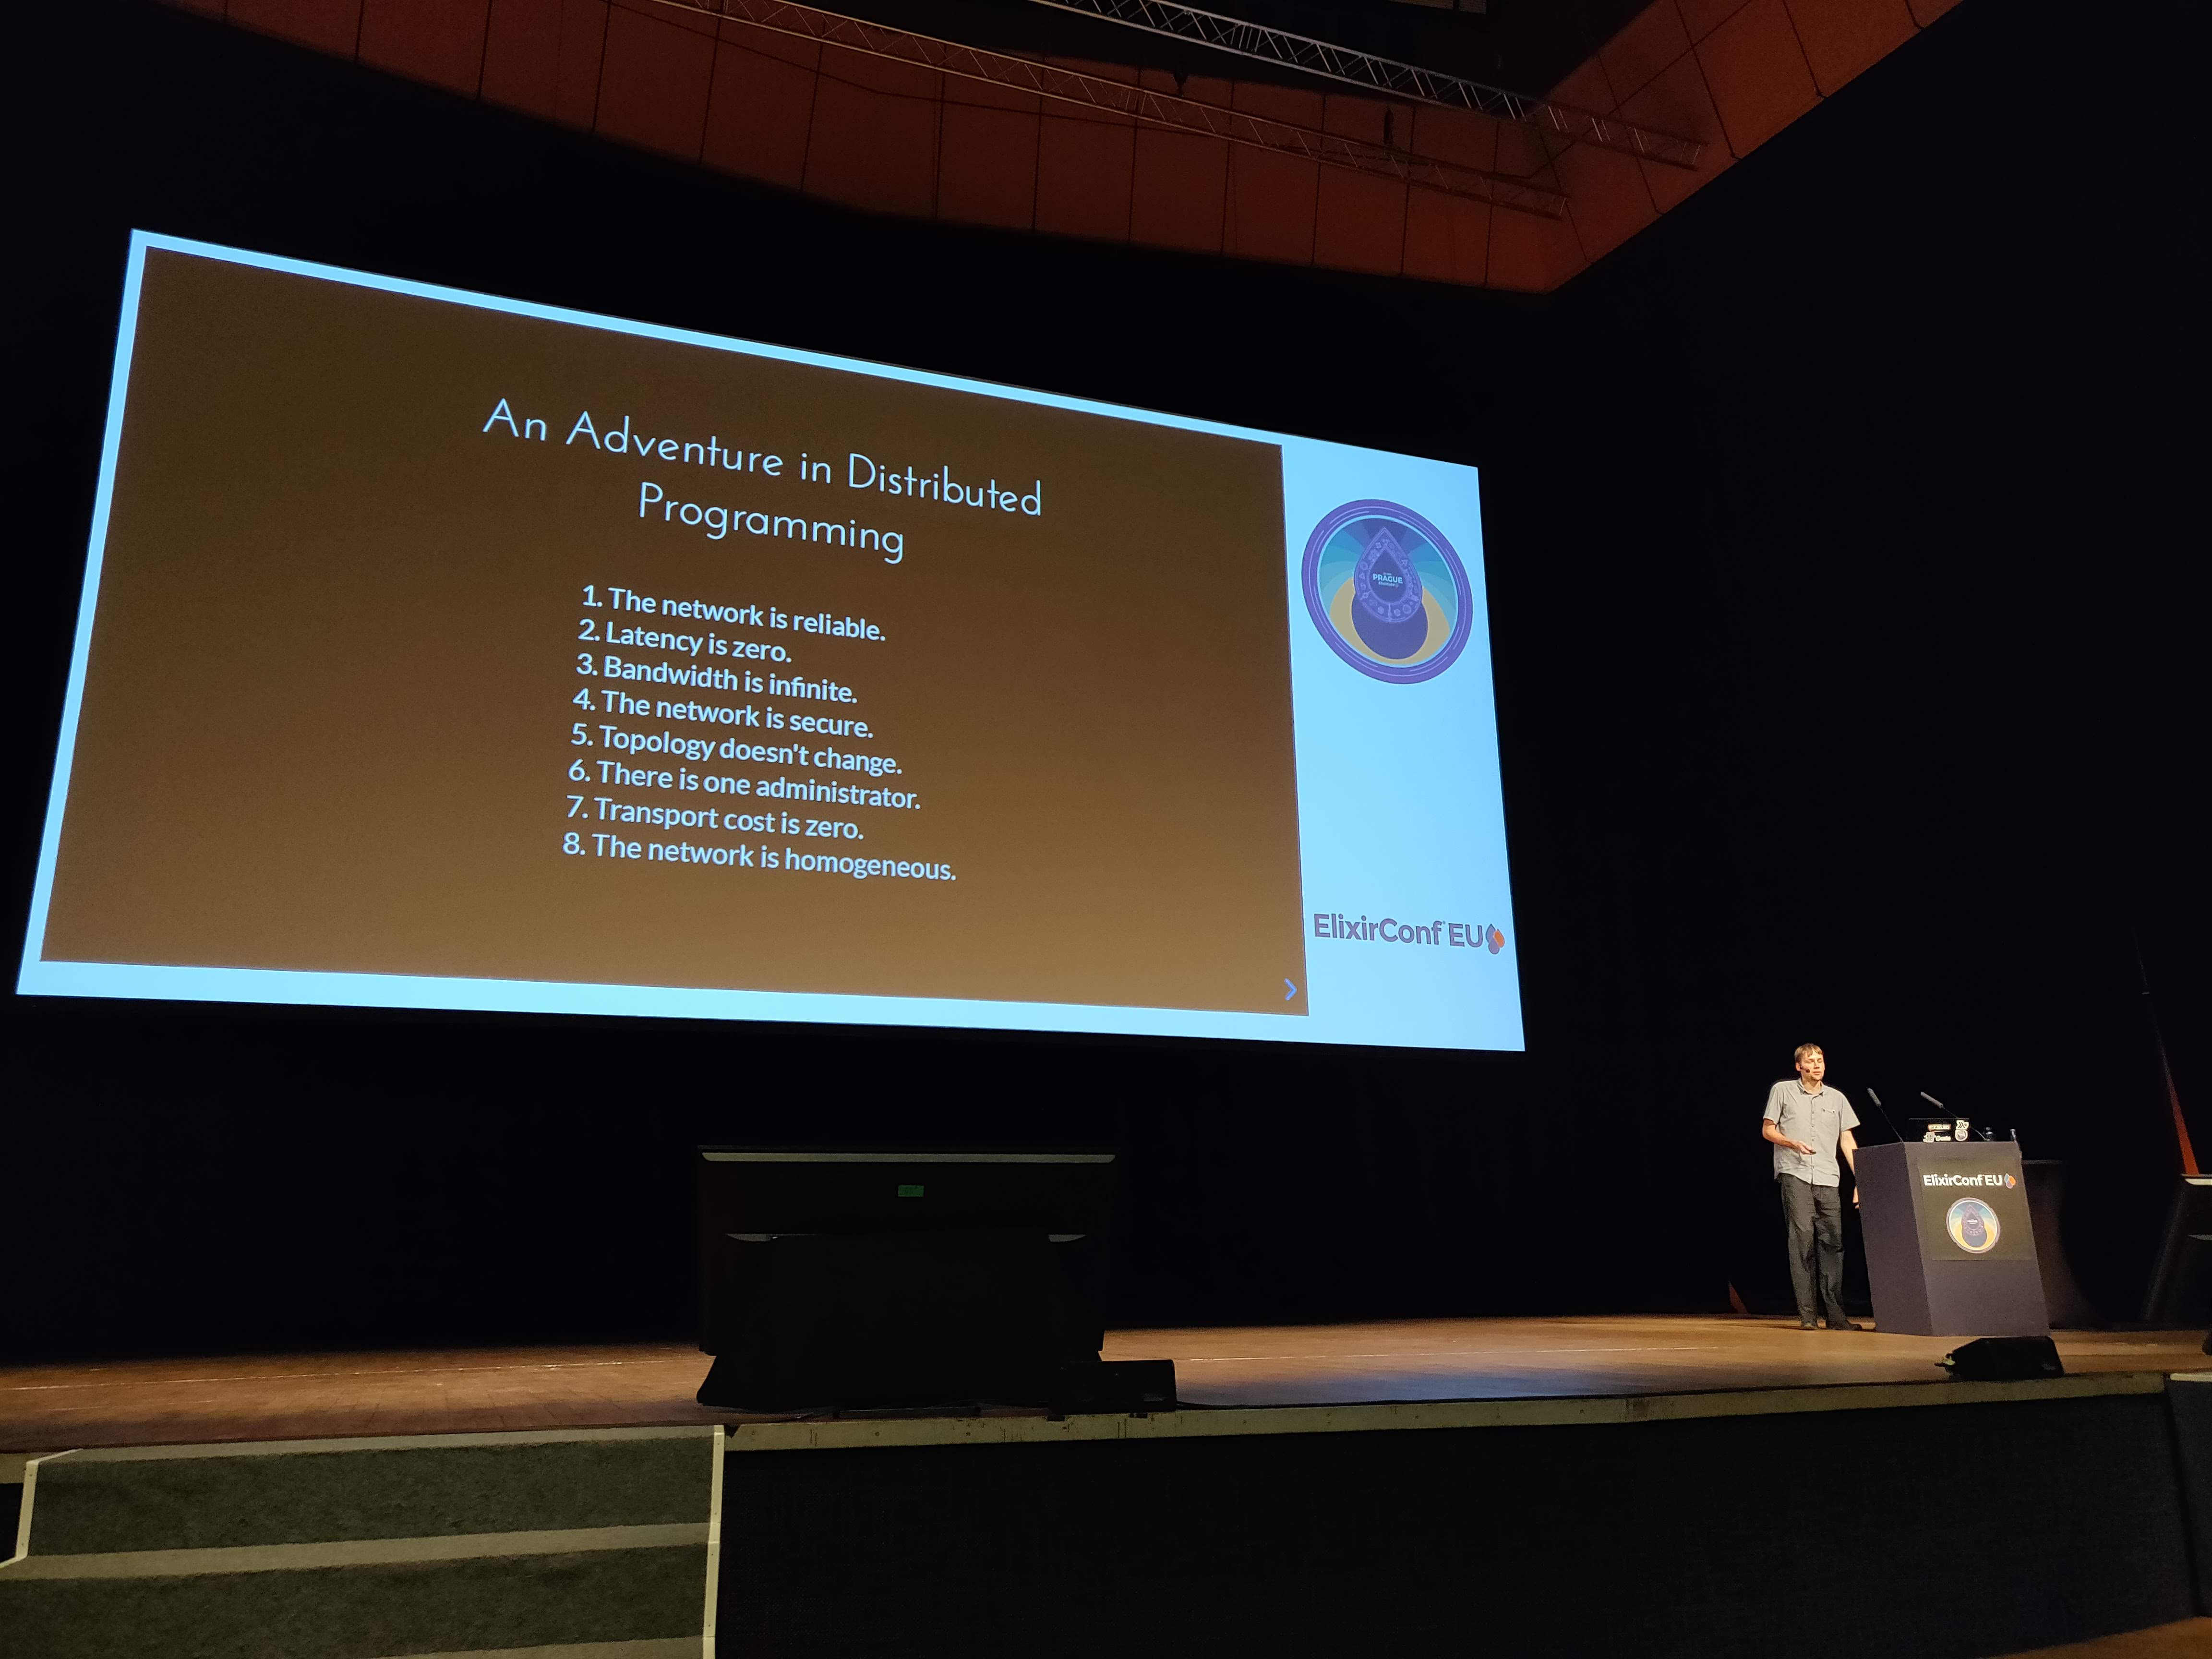 An Adventure in Distributed
Programming
1. The network is reliable.
2. Latency is zero.
3. Bandwidth is infinite.
4. The network is secure.
5. Topology doesn't change.
6. There is one administrator.
7. Transport cost is zero.
8. The network is homogeneous.
PRAGUE
ElixirConf EU
ElixirConf EU